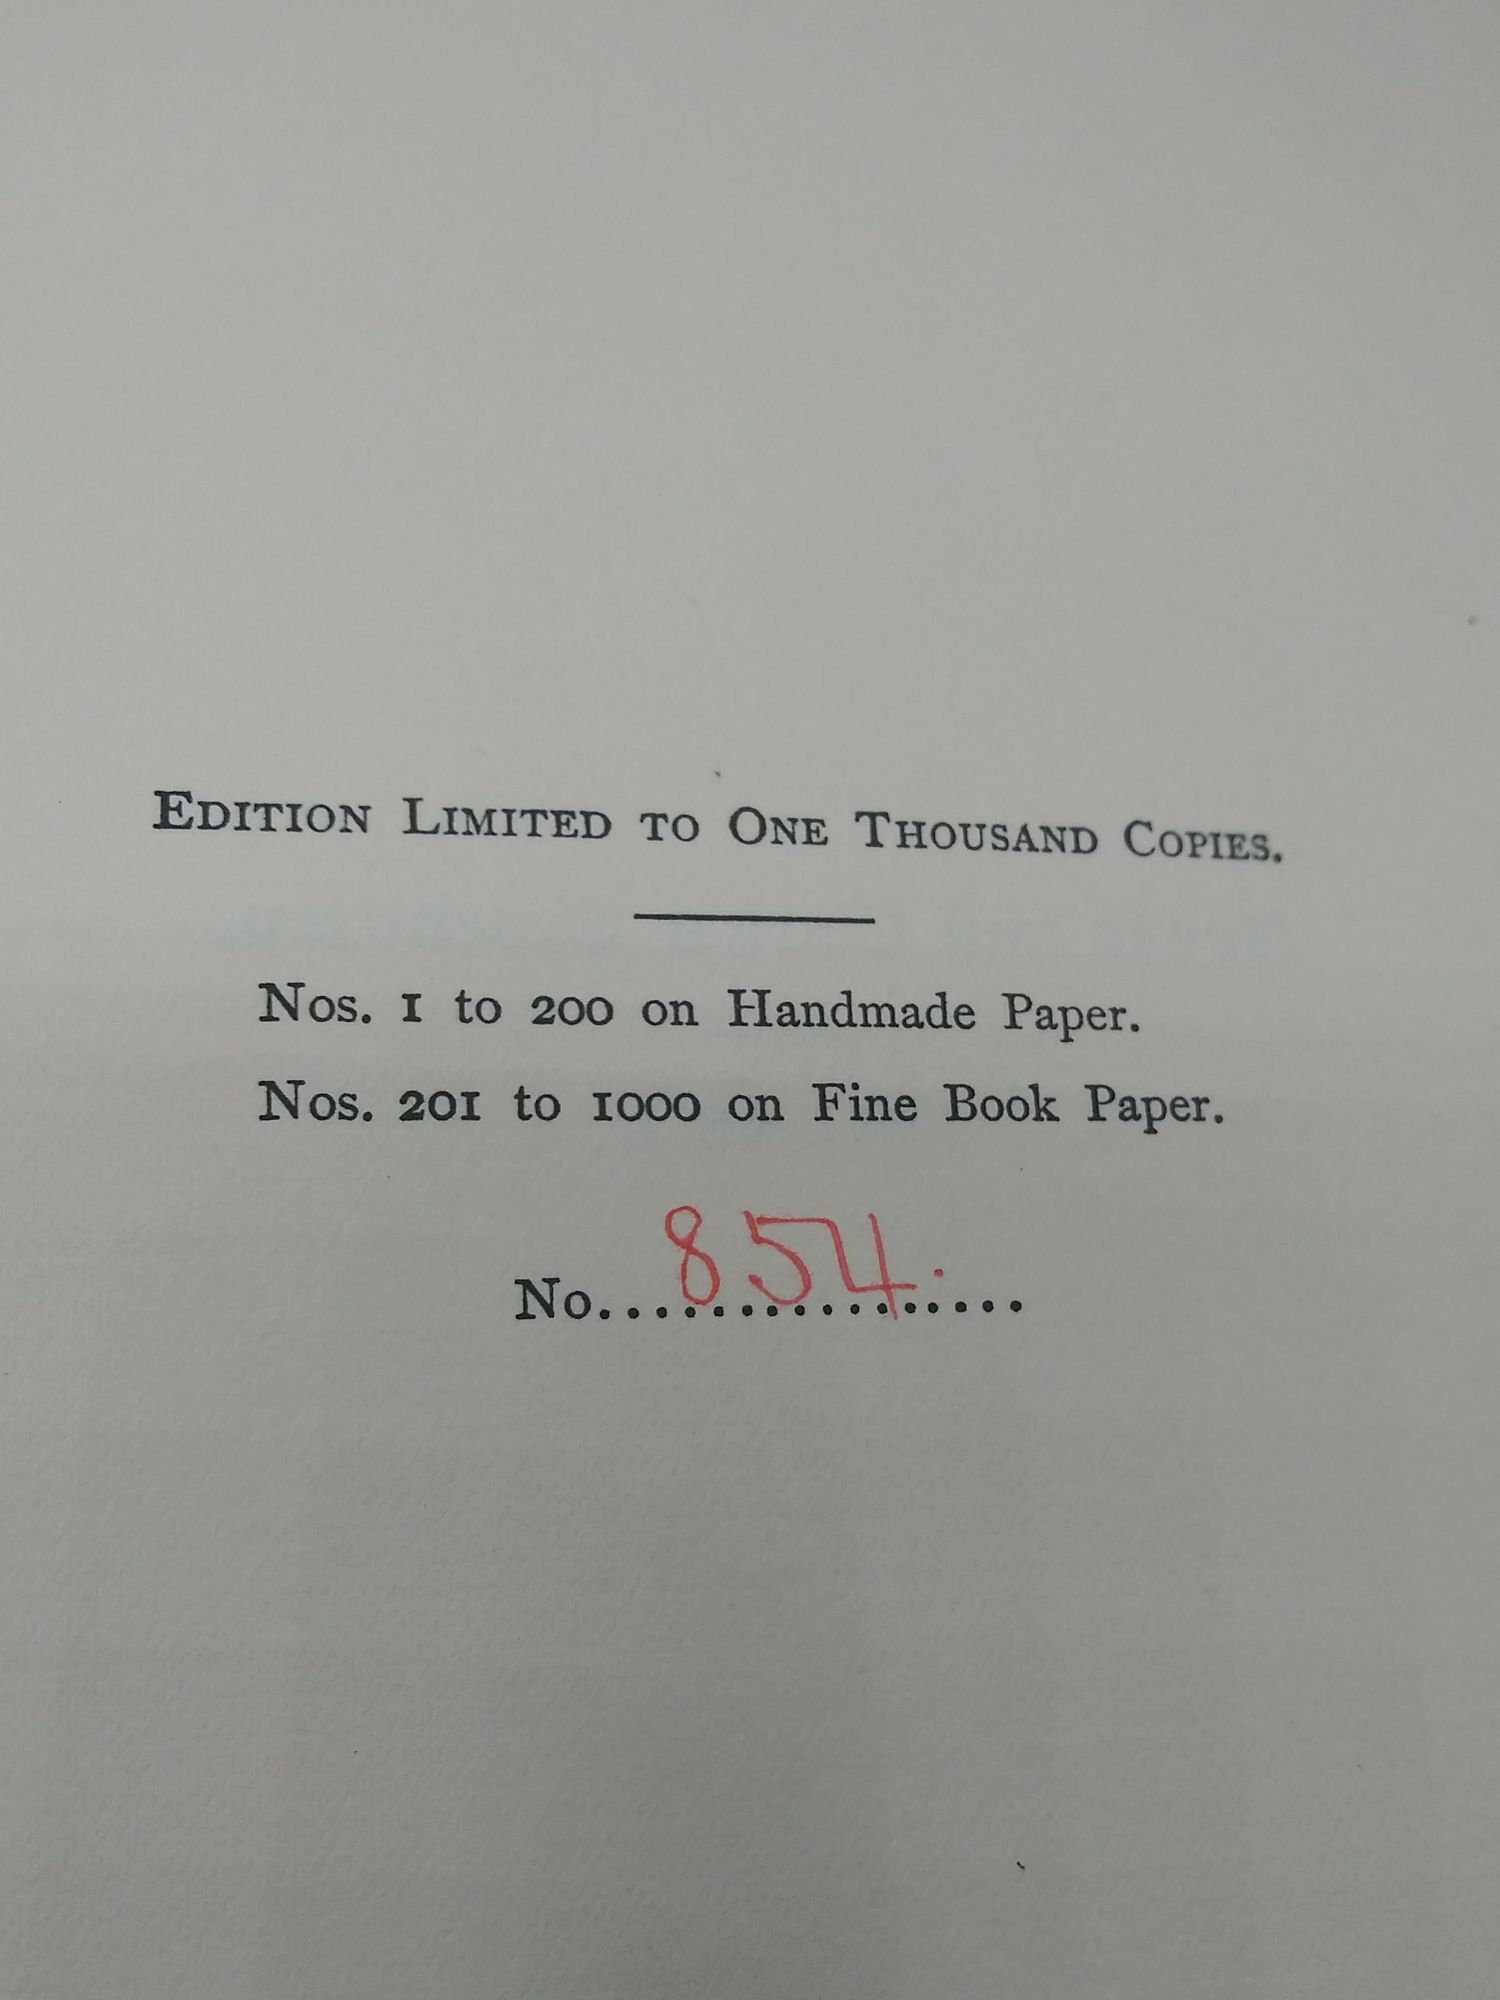 Edition Limited to One Thousand Copies.
Nos. 1 to 200 on Handmade Paper.
Nos. 201 to 1000 on Fine Book Paper.
No. 854.